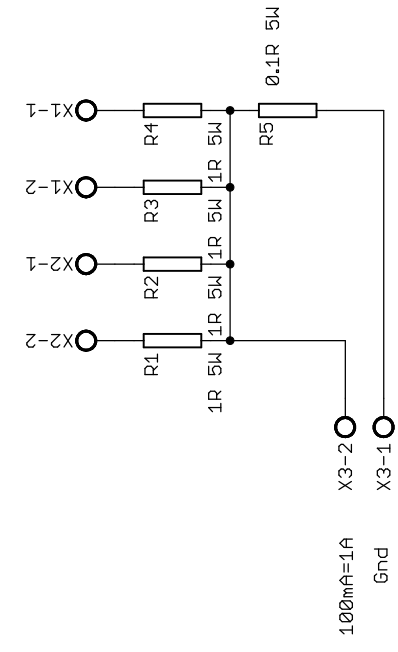 0.1R 5W
X1-1
R4
5W
1R
R5
X1-2
R3
5W
1R
X2-1
R2
5W
1R
X2-2
R1
5W
1R
X3-2
X3-1
100mA=1A
Gnd